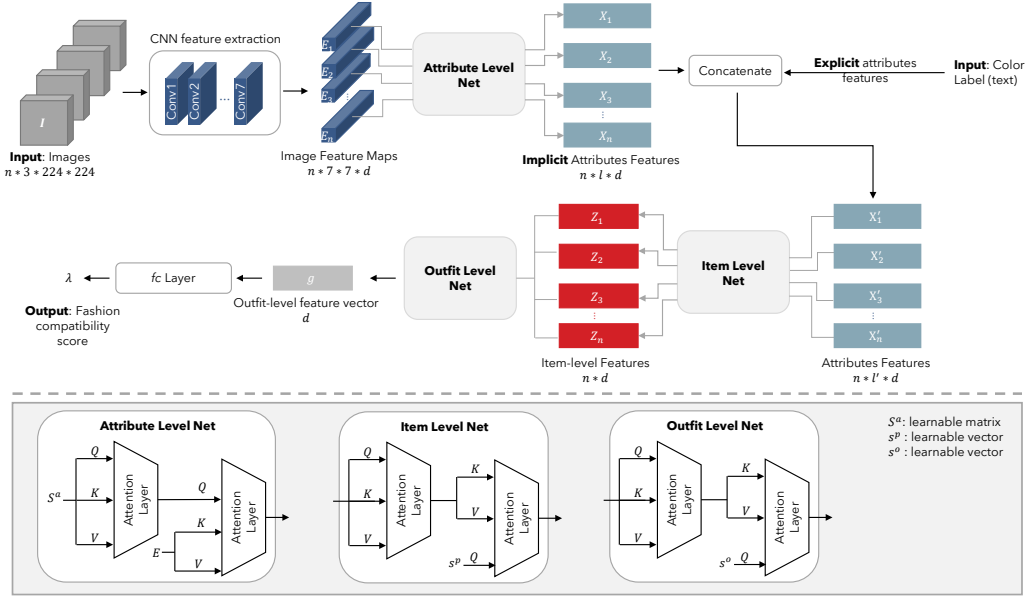 CNN feature extraction
Conv1
Conv2
...
Conv7
I
Input: Images
n * 3 * 224 * 224
E1
E2
E3
⋮
En
Image Feature Maps
n * 7 * 7 * d
Attribute Level
Net
X1
X2
X3
⋮
Xn
Implicit Attributes Features
n * l * d
Concatenate
Explicit attributes
features
Input: Color
Label (text)
X′1
X′2
X′3
⋮
X′n
Attributes Features
n * l′ * d
Item Level
Net
Z1
Z2
Z3
⋮
Zn
Item-level Features
n * d
Outfit Level
Net
g
Outfit-level feature vector
d
fc Layer
λ
Output: Fashion
compatibility
score
Attribute Level Net
Sᵃ
Q
K
V
Attention
Layer
Q
E
K
V
Attention
Layer
Item Level Net
Q
K
V
Attention
Layer
K
V
sᵖ
Q
Attention
Layer
Outfit Level Net
Q
K
V
Attention
Layer
K
V
sᵒ
Q
Attention
Layer
Sᵃ: learnable matrix
sᵖ : learnable vector
sᵒ : learnable vector